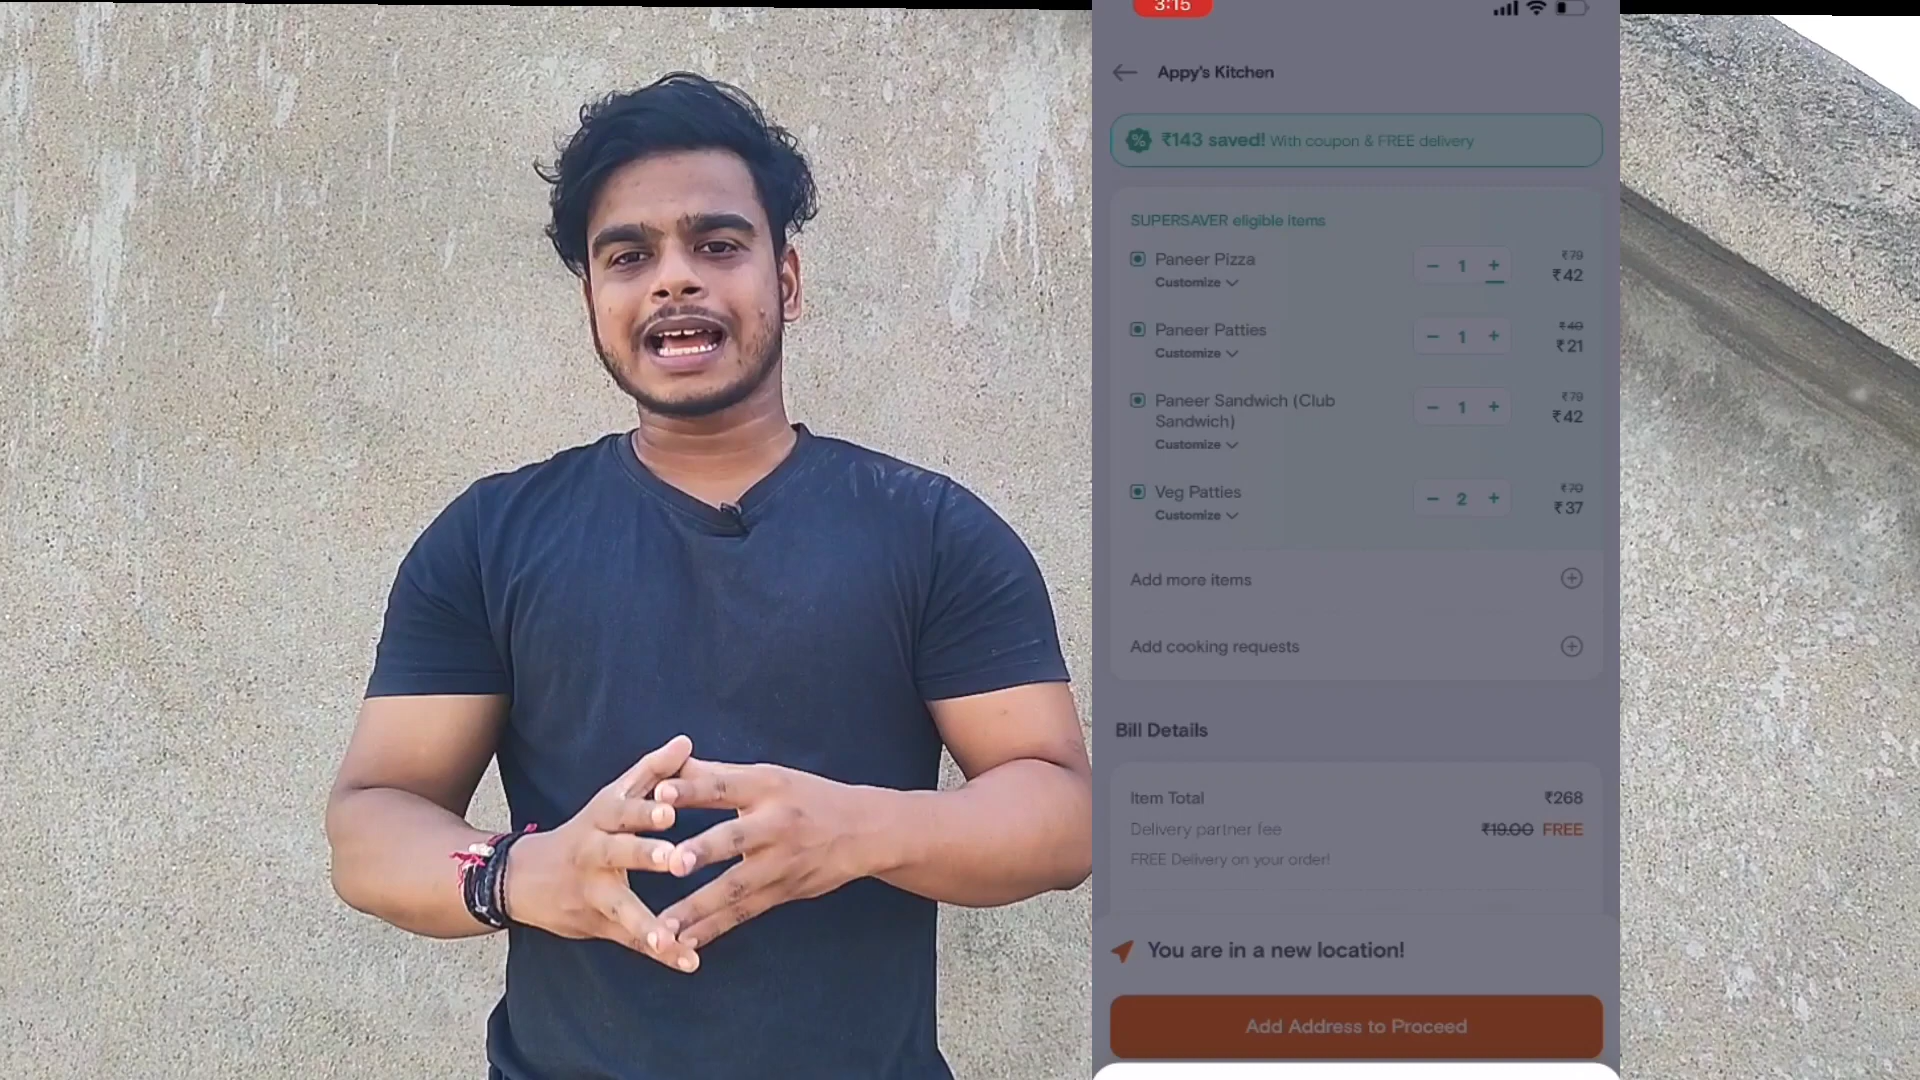 3:15
Appy's Kitchen
₹143 saved! With coupon & FREE delivery
SUPERSAVER eligible items
Paneer Pizza
Customize
1
₹79
₹42
Paneer Patties
Customize
1
₹40
₹21
Paneer Sandwich (Club
Sandwich)
Customize
1
₹79
₹42
Veg Patties
Customize
2
₹70
₹37
Add more items
Add cooking requests
Bill Details
Item Total ₹268
Delivery partner fee ₹19.00 FREE
FREE Delivery on your order!
You are in a new location!
Add Address to Proceed